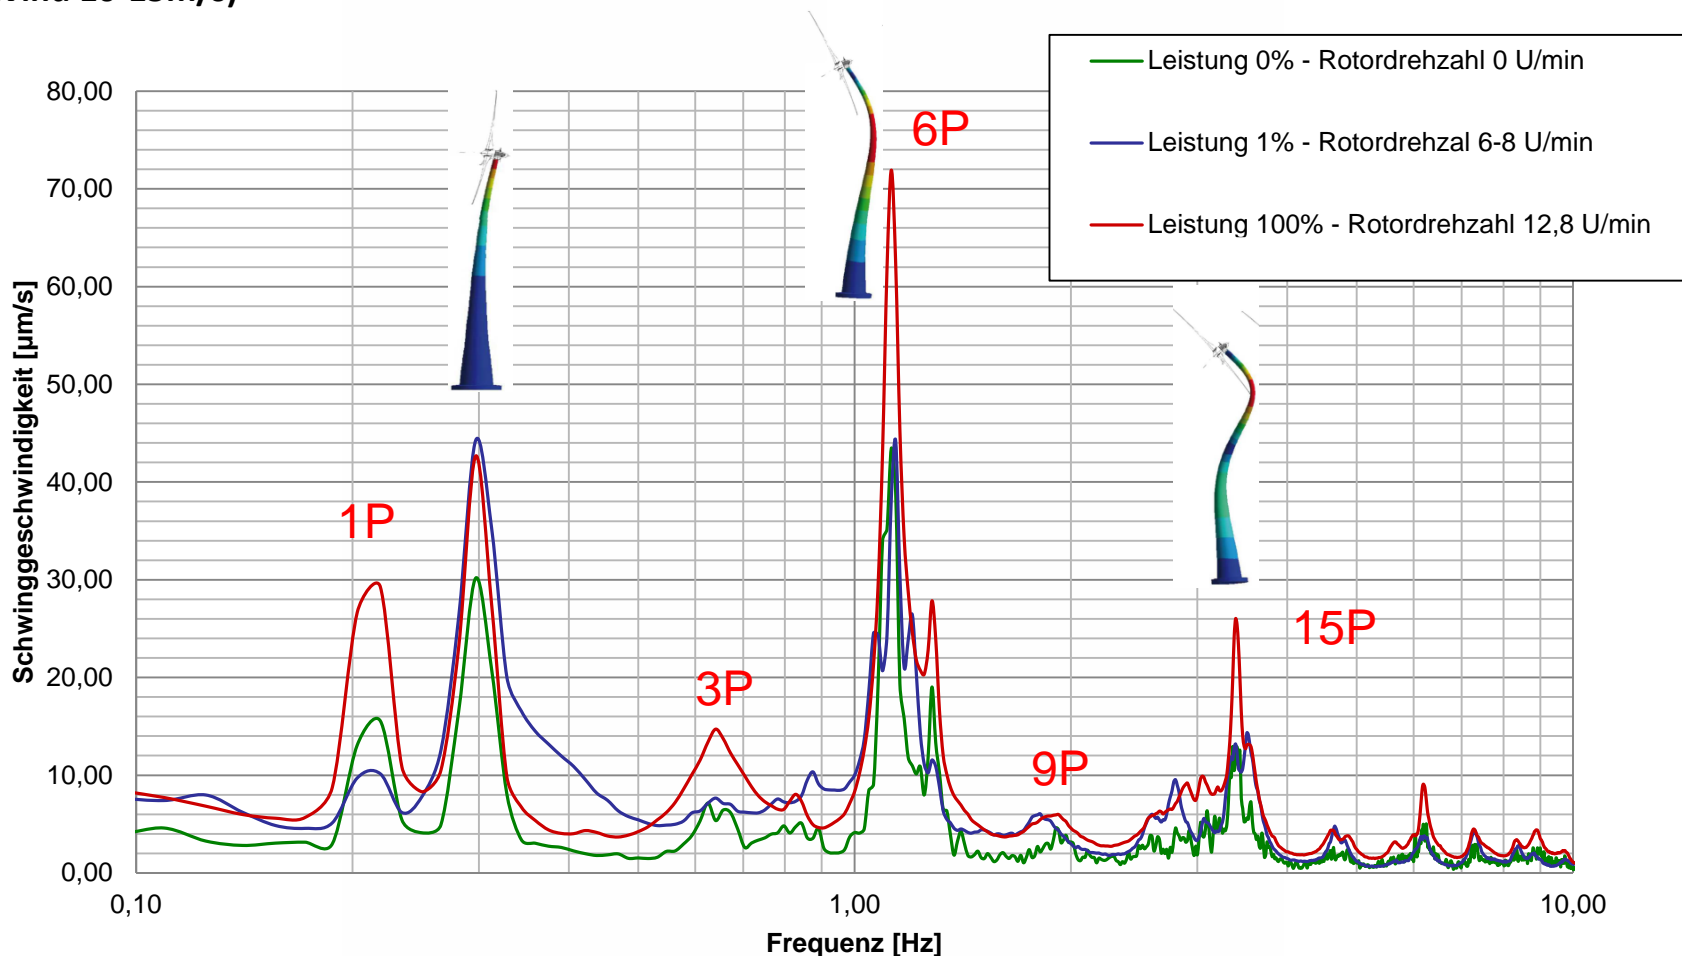 Leistung 0% - Rotordrehzahl 0 U/min
Leistung 1% - Rotordrehzal 6-8 U/min
Leistung 100% - Rotordrehzahl 12,8 U/min
80,00
70,00
60,00
50,00
40,00
30,00
20,00
10,00
0,00
Schwinggeschwindigkeit [µm/s]
1P
3P
6P
9P
15P
0,10
1,00
10,00
Frequenz [Hz]